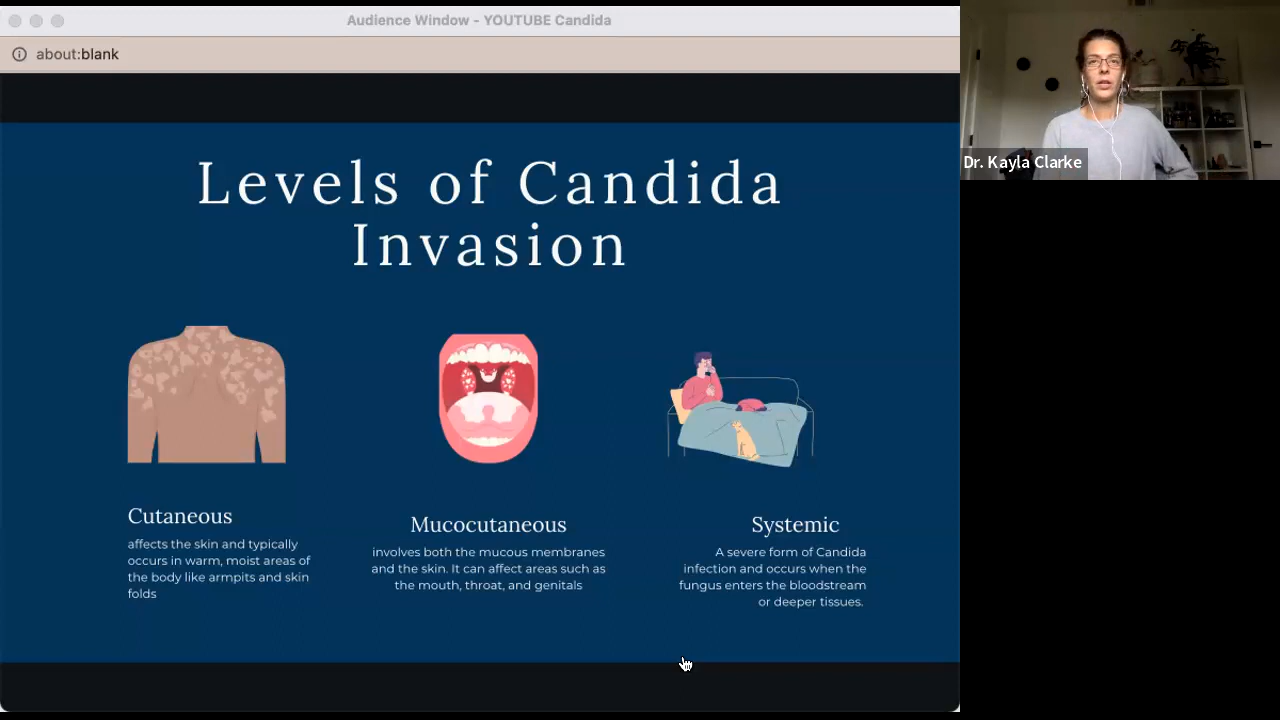 Audience Window - YOUTUBE Candida
about:blank
Dr. Kayla Clarke
Levels of Candida
Invasion
Cutaneous
affects the skin and typically
occurs in warm, moist areas of
the body like armpits and skin
folds
Mucocutaneous
involves both the mucous membranes
and the skin. It can affect areas such as
the mouth, throat, and genitals
Systemic
A severe form of Candida
infection and occurs when the
fungus enters the bloodstream
or deeper tissues.